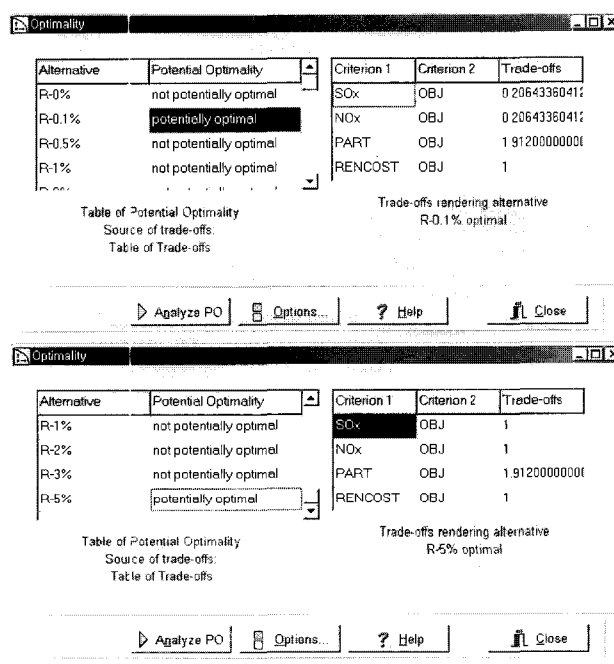 Optimality
Alternative Potential Optimality Criterion 1 Criterion 2 Trade-offs
R-0% not potentially optimal SOx OBJ 0.20643360412
R-0.1% potentially optimal NOx OBJ 0.20643360412
R-0.5% not potentially optimal PART OBJ 1.9120000000
R-1% not potentially optimal RENCOST OBJ 1
Table of Potential Optimality
Source of trade-offs:
Table of Trade-offs
Trade-offs rendering alternative
R-0.1% optimal
Analyze PO Options... ? Help Close
Optimality
Alternative Potential Optimality Criterion 1 Criterion 2 Trade-offs
R-1% not potentially optimal SOx OBJ 1
R-2% not potentially optimal NOx OBJ 1
R-3% not potentially optimal PART OBJ 1.9120000000
R-5% potentially optimal RENCOST OBJ 1
Table of Potential Optimality
Source of trade-offs:
Table of Trade-offs
Trade-offs rendering alternative
R-5% optimal
Analyze PO Options... ? Help Close